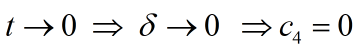 t → 0 ⇒ δ → 0 ⇒ c₄ = 0